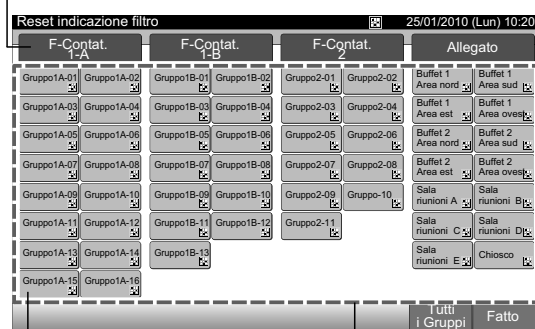 Reset indicazione filtro 25/01/2010 (Lun) 10:20
F-Contat. 1-A F-Contat. 1-B F-Contat. 2 Allegato
Gruppo1A-01 Gruppo1A-02 Gruppo1B-01 Gruppo1B-02 Gruppo2-01 Gruppo2-02 Buffet 1 Area nord Buffet 1 Area sud
Gruppo1A-03 Gruppo1A-04 Gruppo1B-03 Gruppo1B-04 Gruppo2-03 Gruppo2-04 Buffet 1 Area est Buffet 1 Area ovest
Gruppo1A-05 Gruppo1A-06 Gruppo1B-05 Gruppo1B-06 Gruppo2-05 Gruppo2-06 Buffet 2 Area nord Buffet 2 Area sud
Gruppo1A-07 Gruppo1A-08 Gruppo1B-07 Gruppo1B-08 Gruppo2-07 Gruppo2-08 Buffet 2 Area est Buffet 2 Area ovest
Gruppo1A-09 Gruppo1A-10 Gruppo1B-09 Gruppo1B-10 Gruppo2-09 Gruppo-10 Sala riunioni A Sala riunioni B
Gruppo1A-11 Gruppo1A-12 Gruppo1B-11 Gruppo1B-12 Gruppo2-11 Sala riunioni C Sala riunioni D
Gruppo1A-13 Gruppo1A-14 Gruppo1B-13 Sala riunioni E Chiosco
Gruppo1A-15 Gruppo1A-16
Tutti i Gruppi Fatto